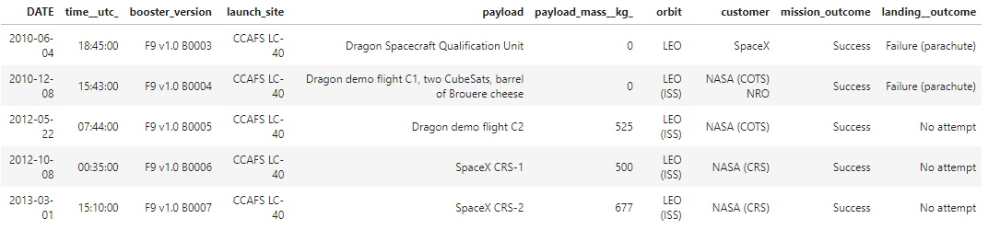 DATE time__utc_ booster_version launch_site payload payload_mass__kg_ orbit customer mission_outcome landing__outcome
2010-06-
04 18:45:00 F9 v1.0 B0003 CCAFS LC-
40 Dragon Spacecraft Qualification Unit 0 LEO SpaceX Success Failure (parachute)
2010-12-
08 15:43:00 F9 v1.0 B0004 CCAFS LC-
40 Dragon demo flight C1, two CubeSats, barrel
of Brouere cheese 0 LEO
(ISS) NASA (COTS)
NRO Success Failure (parachute)
2012-05-
22 07:44:00 F9 v1.0 B0005 CCAFS LC-
40 Dragon demo flight C2 525 LEO
(ISS) NASA (COTS) Success No attempt
2012-10-
08 00:35:00 F9 v1.0 B0006 CCAFS LC-
40 SpaceX CRS-1 500 LEO
(ISS) NASA (CRS) Success No attempt
2013-03-
01 15:10:00 F9 v1.0 B0007 CCAFS LC-
40 SpaceX CRS-2 677 LEO
(ISS) NASA (CRS) Success No attempt